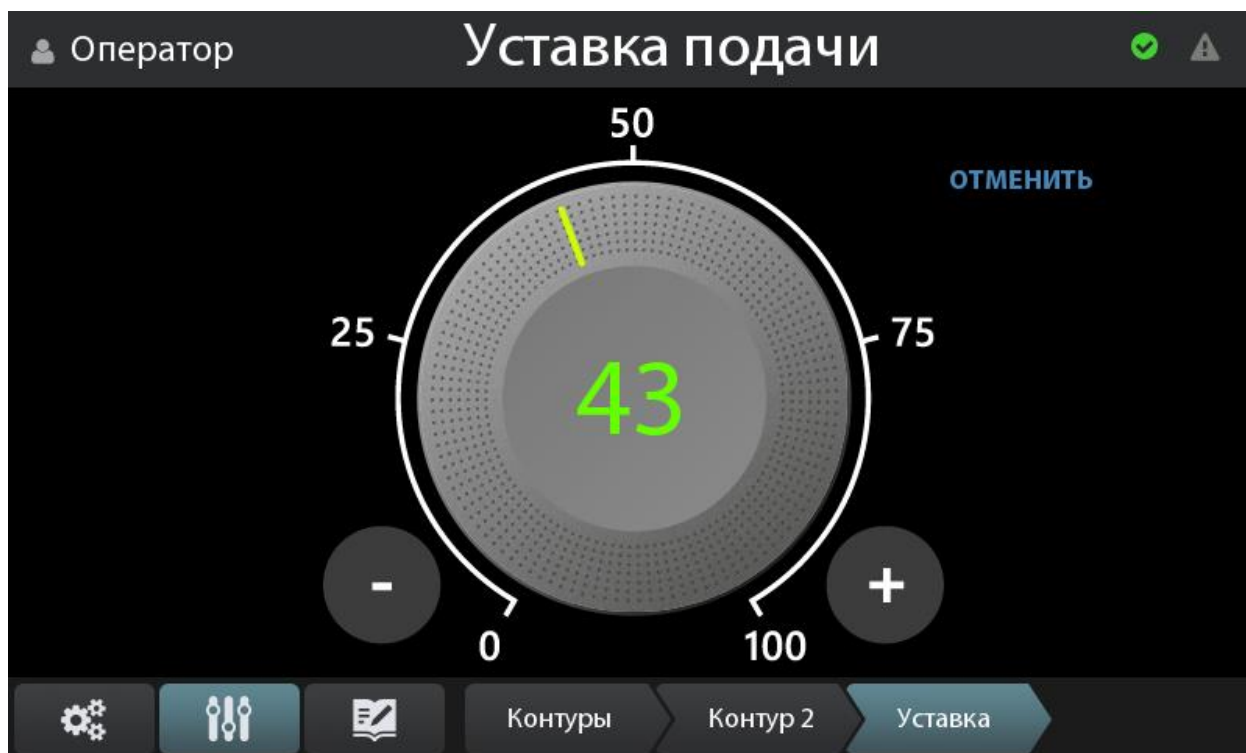 Оператор
Уставка подачи
50
ОТМЕНИТЬ
25
75
43
-
+
0
100
Контуры
Контур 2
Уставка